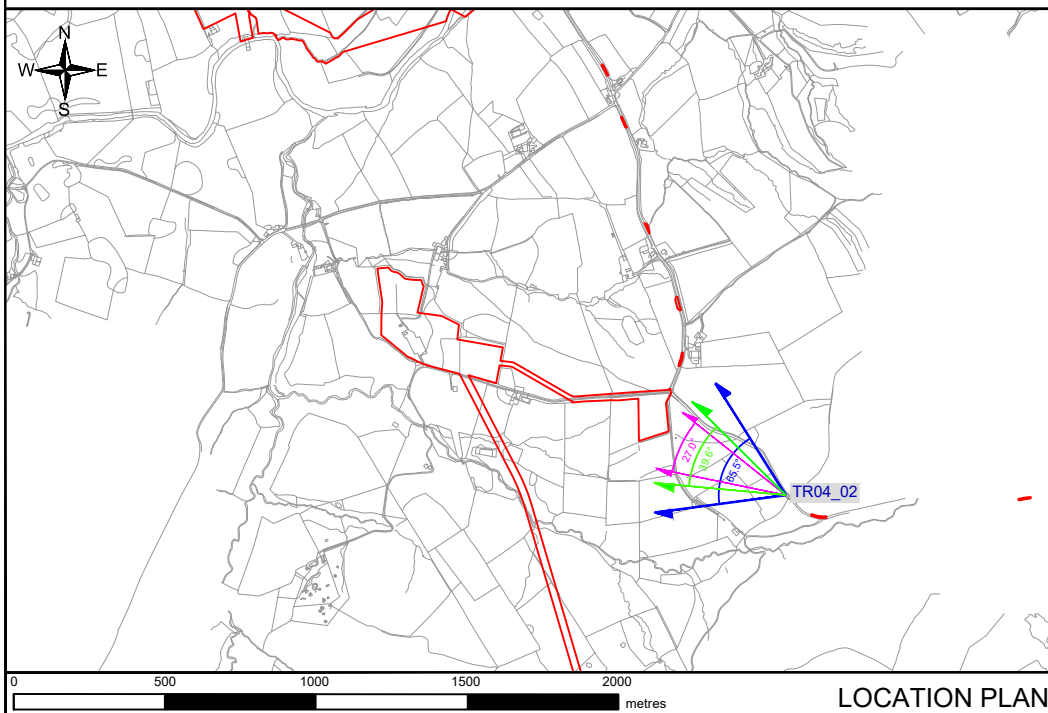 N
W E
S
27.0°
39.6°
65.5°
TR04_02
0 500 1000 1500 2000
metres
LOCATION PLAN